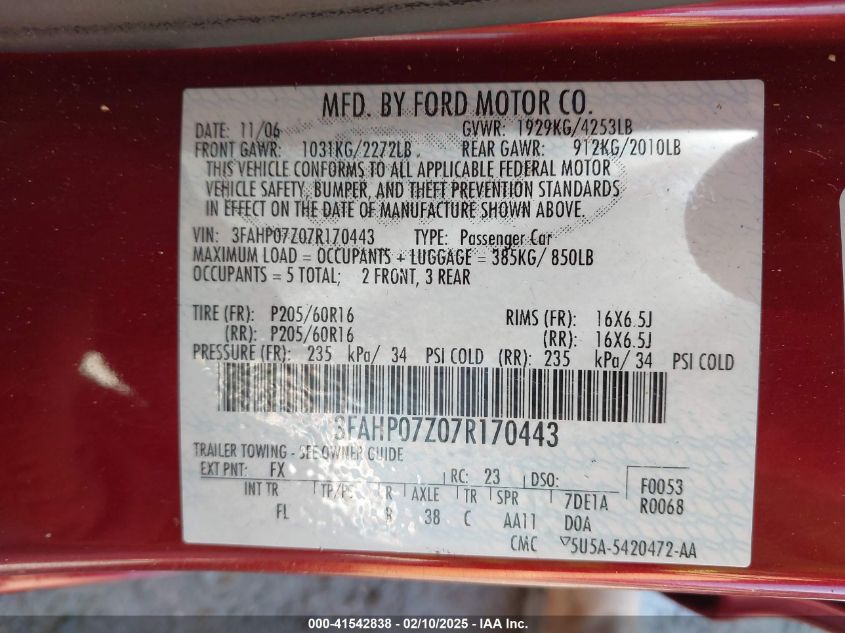 MFD. BY FORD MOTOR CO.
DATE: 11/06 GVWR: 1929KG/4253LB
FRONT GAWR: 1031KG/2272LB REAR GAWR: 912KG/2010LB
THIS VEHICLE CONFORMS TO ALL APPLICABLE FEDERAL MOTOR
VEHICLE SAFETY, BUMPER, AND THEFT PREVENTION STANDARDS
IN EFFECT ON THE DATE OF MANUFACTURE SHOWN ABOVE.
VIN: 3FAHP07Z07R170443 TYPE: Passenger Car
MAXIMUM LOAD = OCCUPANTS + LUGGAGE = 385KG/ 850LB
OCCUPANTS = 5 TOTAL; 2 FRONT, 3 REAR
TIRE (FR): P205/60R16 RIMS (FR): 16X6.5J
(RR): P205/60R16 (RR): 16X6.5J
PRESSURE (FR): 235 kPa/ 34 PSI COLD (RR): 235 kPa/ 34 PSI COLD
3FAHP07Z07R170443
TRAILER TOWING - SEE OWNER GUIDE
EXT PNT: FX RC: 23 DSO: F0053
INT TR TP/PS R AXLE TR SPR 7DE1A R0068
FL B 38 C AA11 D0A
CMC 5U5A-5420472-AA
000-41542838 - 02/10/2025 - IAA Inc.